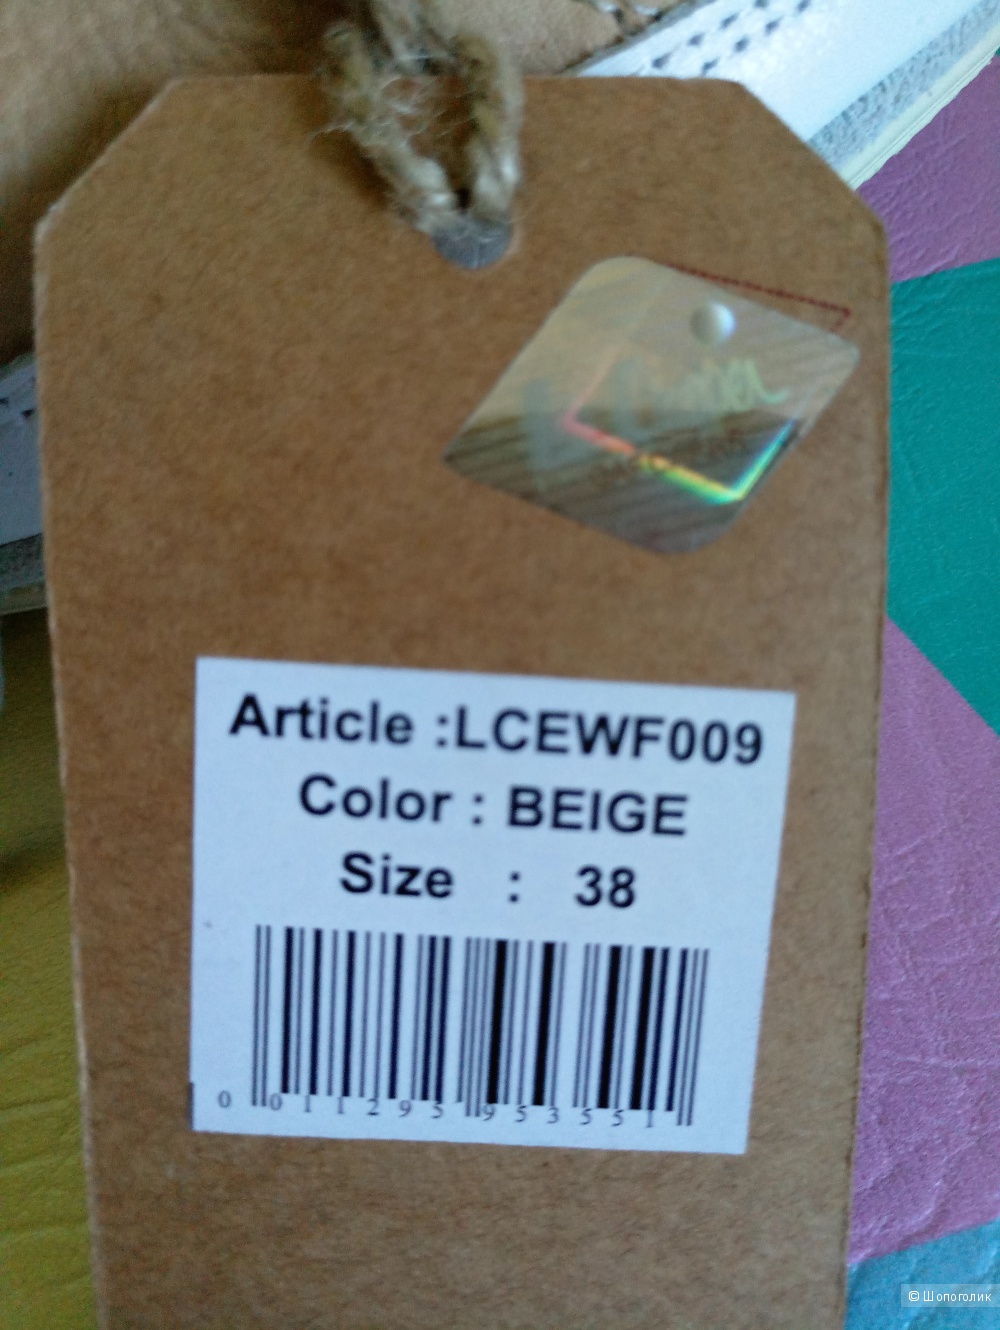 Article :LCEWF009
Color : BEIGE
Size : 38
0 011295 953551
© Шопоголик